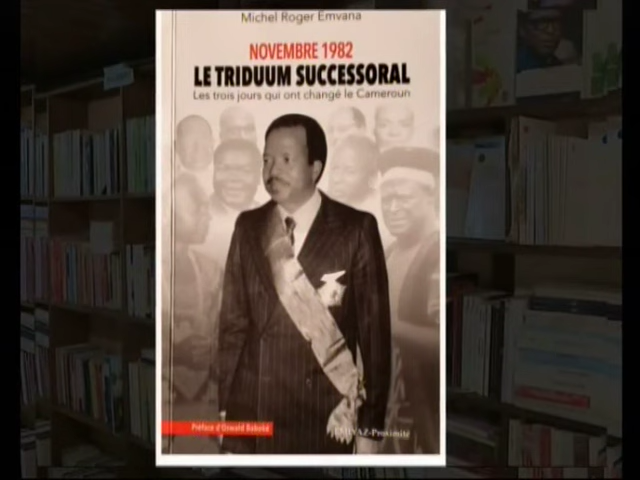 Michel Roger Emvana
NOVEMBRE 1982
LE TRIDUUM SUCCESSORAL
Les trois jours qui ont changé le Cameroun
Préface d'Oswald Baboké
-Proximité